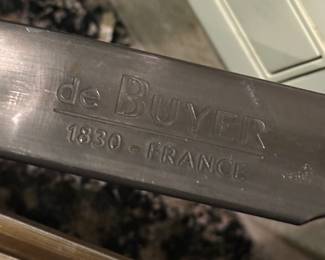 de BUYER
1830 - FRANCE